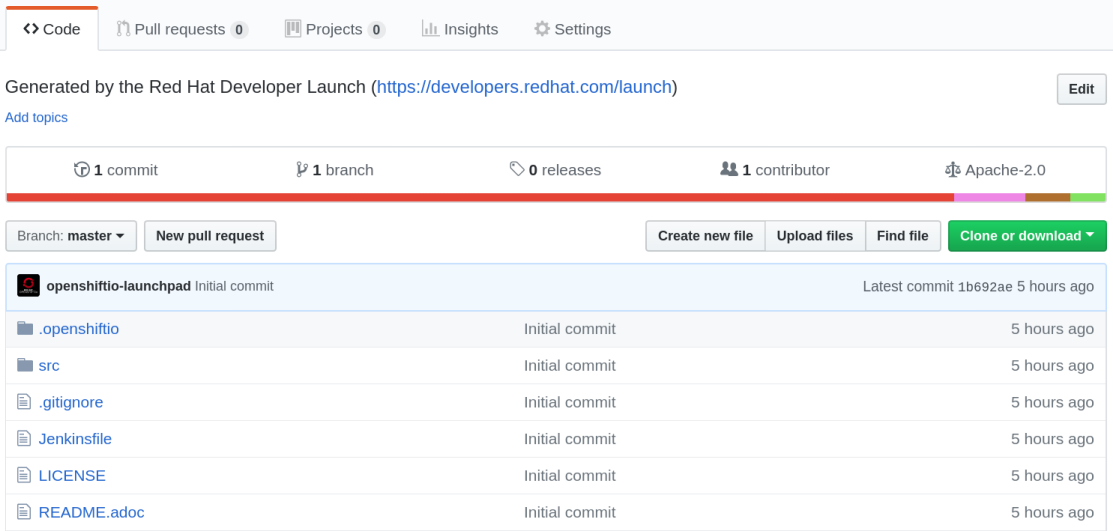 Code Pull requests 0 Projects 0 Insights Settings
Generated by the Red Hat Developer Launch (https://developers.redhat.com/launch) Edit
Add topics
1 commit 1 branch 0 releases 1 contributor Apache-2.0
Branch: master New pull request Create new file Upload files Find file Clone or download
openshiftio-launchpad Initial commit Latest commit 1b692ae 5 hours ago
.openshiftio Initial commit 5 hours ago
src Initial commit 5 hours ago
.gitignore Initial commit 5 hours ago
Jenkinsfile Initial commit 5 hours ago
LICENSE Initial commit 5 hours ago
README.adoc Initial commit 5 hours ago